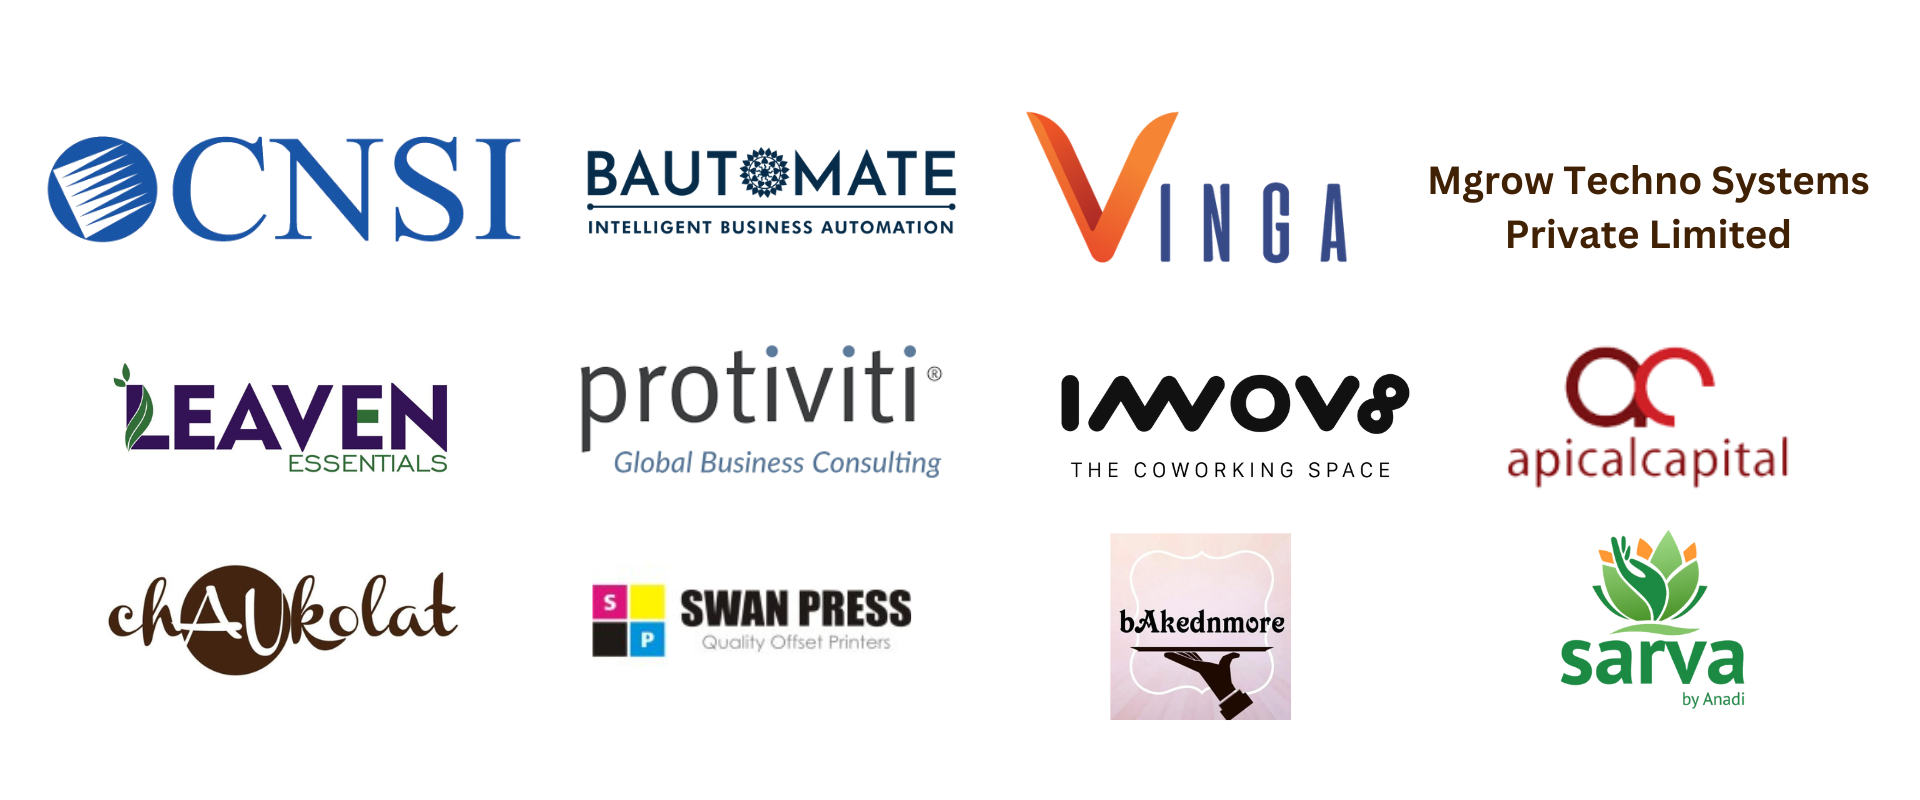 CNSI
BAUTOMATE
INTELLIGENT BUSINESS AUTOMATION
VINGA
Mgrow Techno Systems
Private Limited
LEAVEN
ESSENTIALS
protiviti®
Global Business Consulting
INNOV8
THE COWORKING SPACE
ac
apicalcapital
chAUkolat
S
P
SWAN PRESS
Quality Offset Printers
bAkednmore
sarva
by Anadi